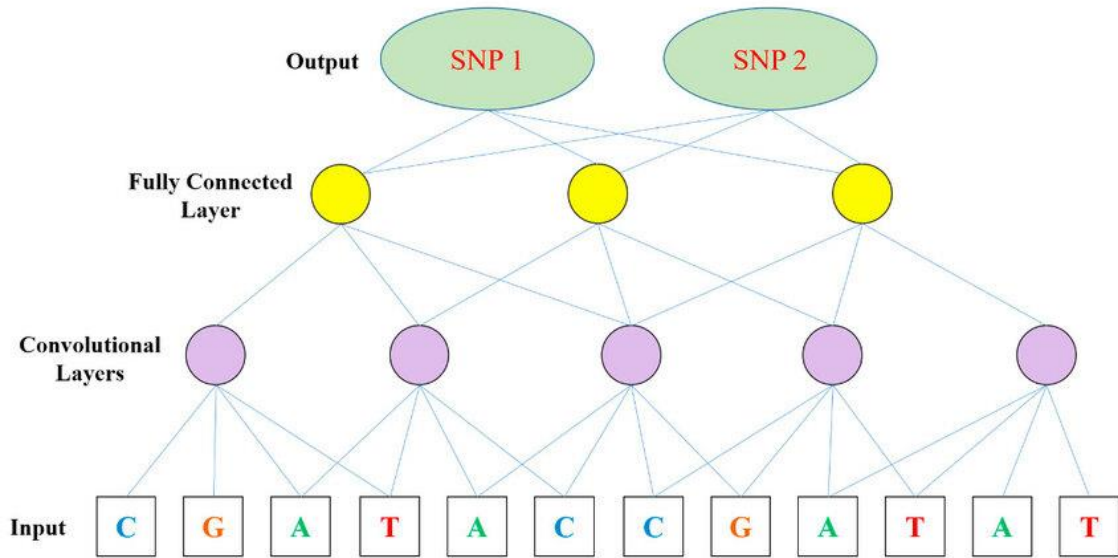 Output SNP 1 SNP 2
Fully Connected
Layer
Convolutional
Layers
Input C G A T A C C G A T A T